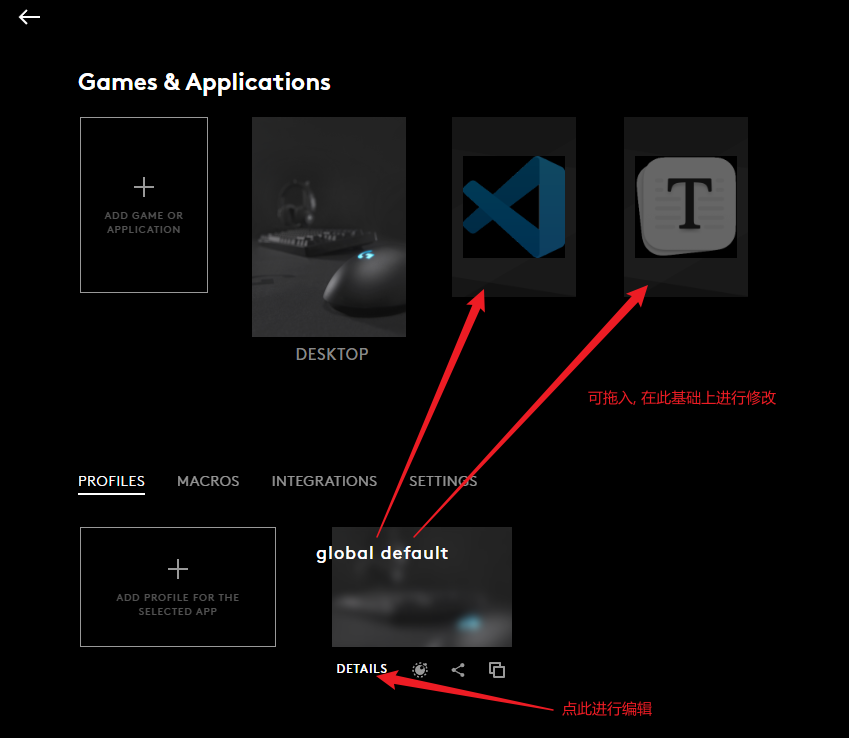 Games & Applications
ADD GAME OR
APPLICATION
T
DESKTOP
可拖入, 在此基础上进行修改
PROFILES MACROS INTEGRATIONS SETTINGS
global default
ADD PROFILE FOR THE
SELECTED APP
DETAILS
点此进行编辑